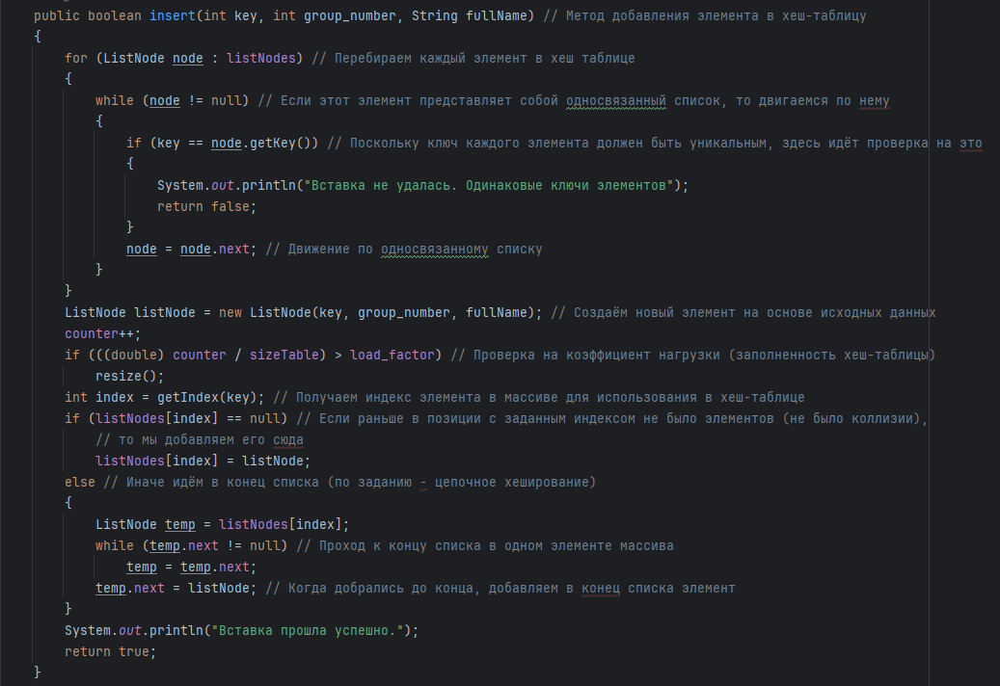 public boolean insert(int key, int group_number, String fullName) // Метод добавления элемента в хеш-таблицу
{
for (ListNode node : listNodes) // Перебираем каждый элемент в хеш таблице
{
while (node != null) // Если этот элемент представляет собой односвязанный список, то двигаемся по нему
{
if (key == node.getKey()) // Поскольку ключ каждого элемента должен быть уникальным, здесь идёт проверка на это
{
System.out.println("Вставка не удалась. Одинаковые ключи элементов");
return false;
}
node = node.next; // Движение по односвязанному списку
}
}
ListNode listNode = new ListNode(key, group_number, fullName); // Создаём новый элемент на основе исходных данных
counter++;
if (((double) counter / sizeTable) > load_factor) // Проверка на коэффициент нагрузки (заполненность хеш-таблицы)
resize();
int index = getIndex(key); // Получаем индекс элемента в массиве для использования в хеш-таблице
if (listNodes[index] == null) // Если раньше в позиции с заданным индексом не было элементов (не было коллизии),
// то мы добавляем его сюда
listNodes[index] = listNode;
else // Иначе идём в конец списка (по заданию - цепочное хеширование)
{
ListNode temp = listNodes[index];
while (temp.next != null) // Проход к концу списка в одном элементе массива
temp = temp.next;
temp.next = listNode; // Когда добрались до конца, добавляем в конец списка элемент
}
System.out.println("Вставка прошла успешно.");
return true;
}